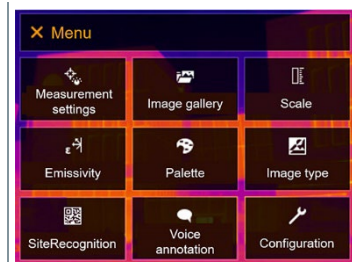 Menu
Measurement
settings
Image gallery
Scale
ε
Emissivity
Palette
Image type
SiteRecognition
Voice
annotation
Configuration